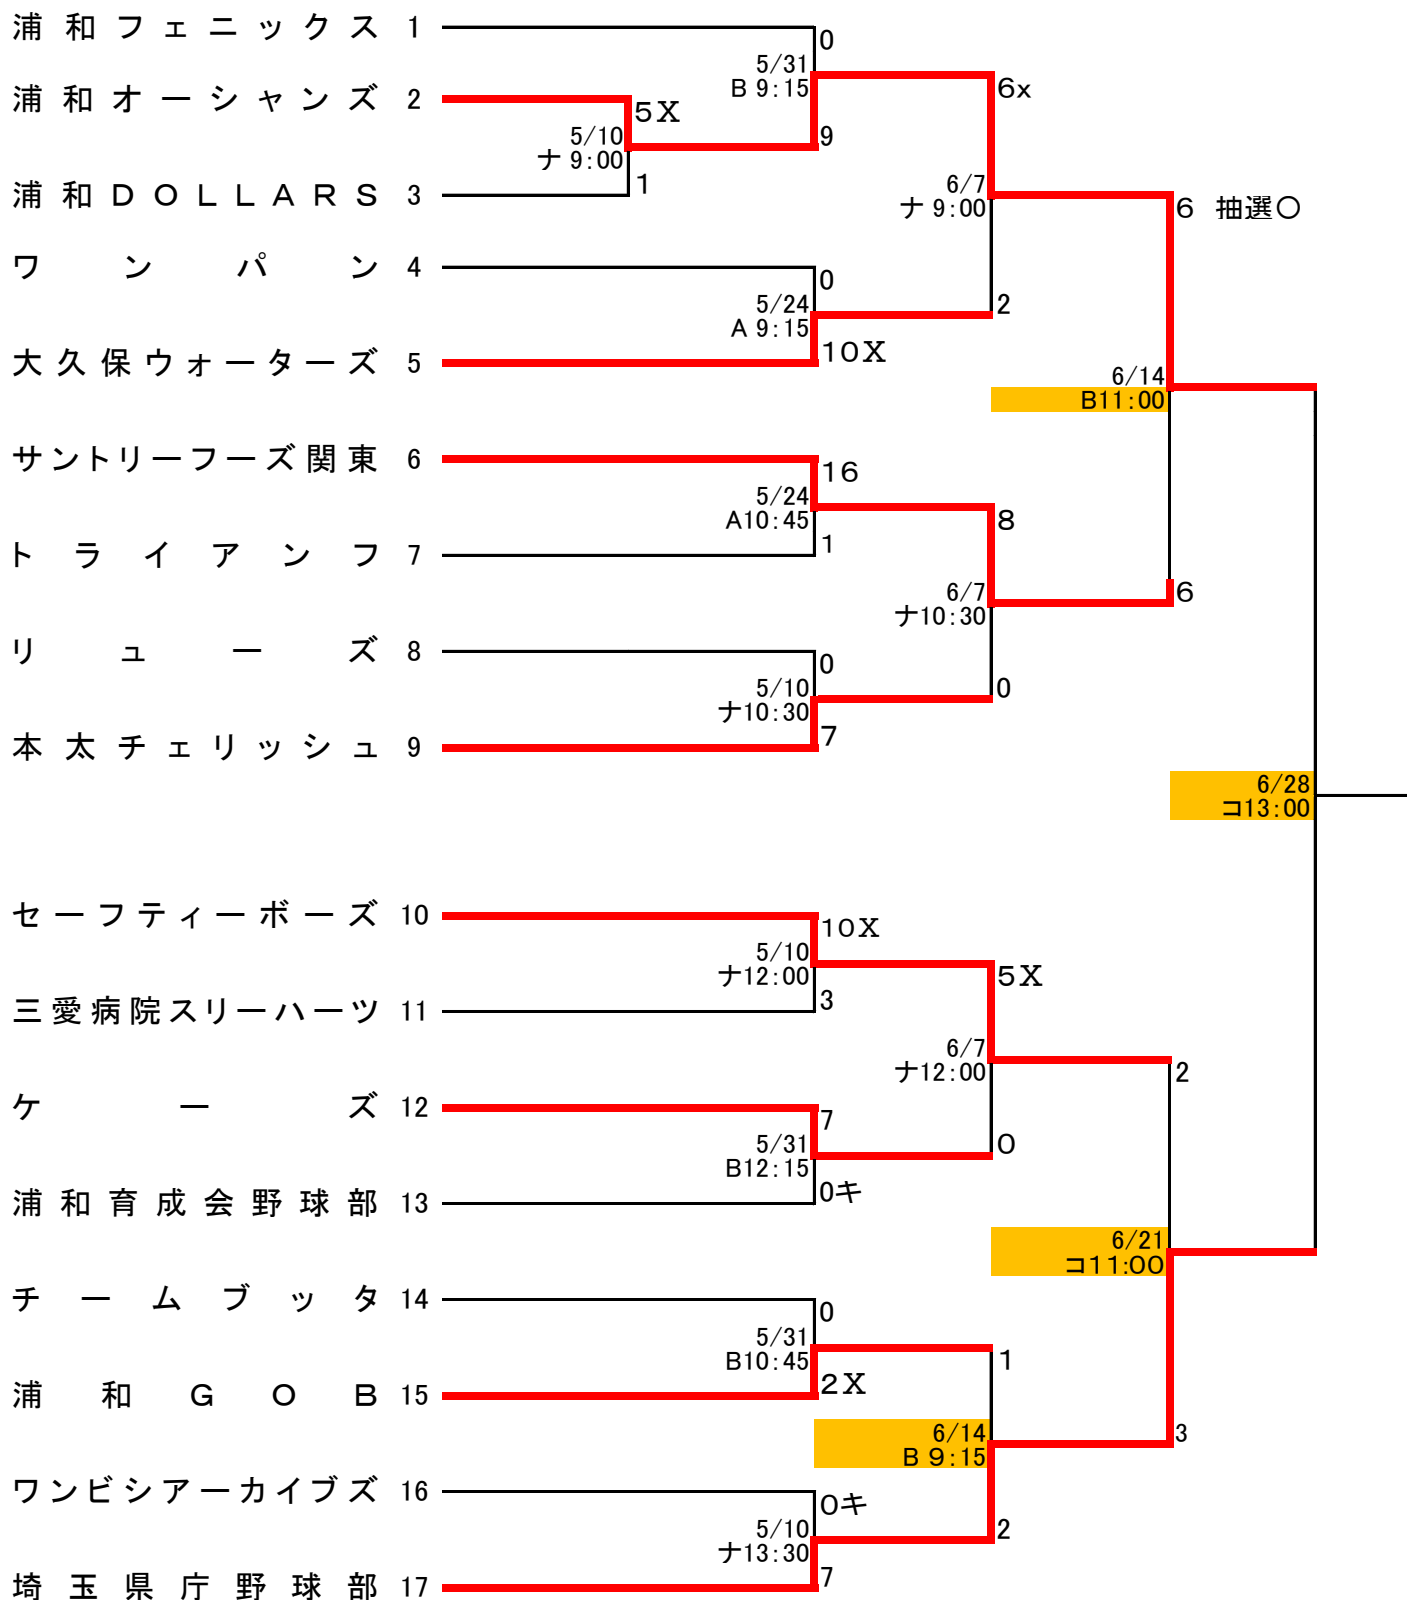 浦和フェニックス 1
0
5/31
B 9:15
6x
浦和オーシャンズ 2
5X
5/10
ナ 9:00
9
1
浦和DOLLARS 3
6/7
ナ 9:00
6 抽選○
ワンパン 4
0
5/24
A 9:15
2
10X
大久保ウォーターズ 5
6/14
B11:00
サントリーフーズ関東 6
16
5/24
A10:45
8
1
トライアンフ 7
6/7
ナ10:30
6
リューズ 8
0
5/10
ナ10:30
0
7
本太チェリッシュ 9
6/28
コ13:00
セーフティーボーズ 10
10X
5/10
ナ12:00
5X
3
三愛病院スリーハーツ 11
6/7
ナ12:00
2
ケーズ 12
7
5/31
B12:15
0
0キ
浦和育成会野球部 13
6/21
コ11:00
チームブッタ 14
0
5/31
B10:45
1
2X
浦和GOB 15
6/14
B 9:15
3
ワンビシアーカイブズ 16
0キ
5/10
ナ13:30
2
7
埼玉県庁野球部 17